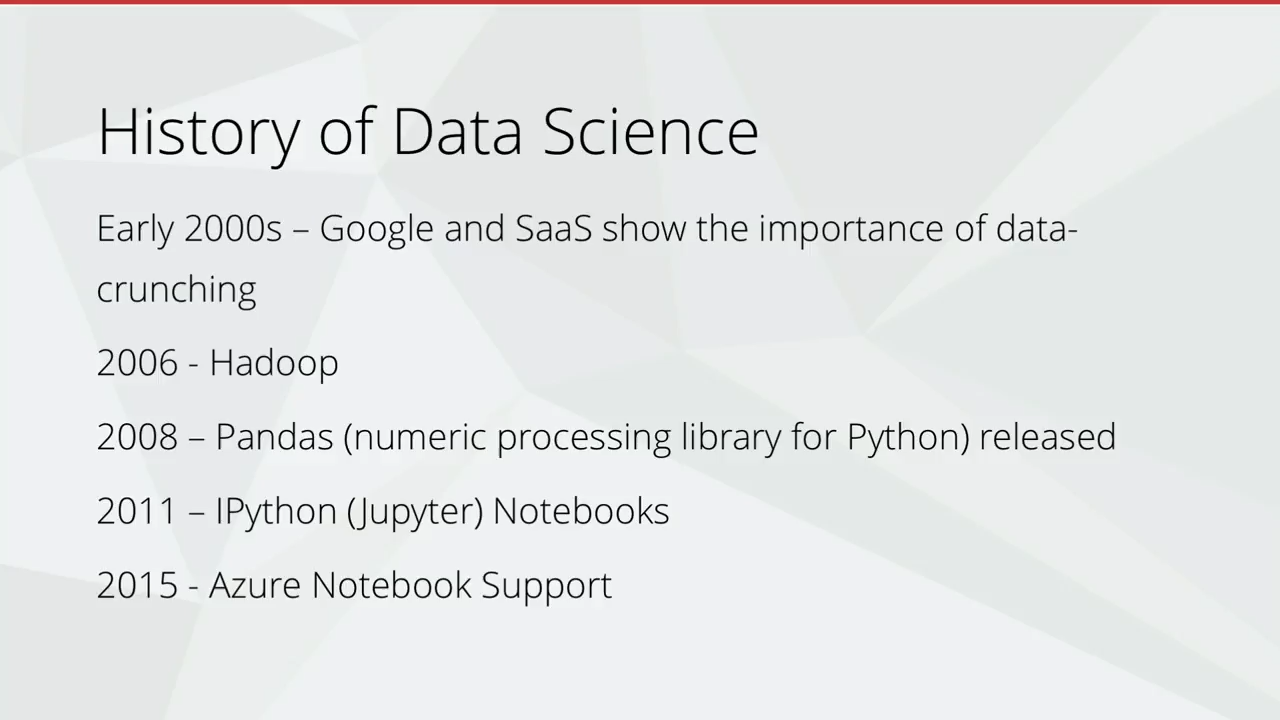 History of Data Science
Early 2000s – Google and SaaS show the importance of data-
crunching
2006 - Hadoop
2008 – Pandas (numeric processing library for Python) released
2011 – IPython (Jupyter) Notebooks
2015 - Azure Notebook Support